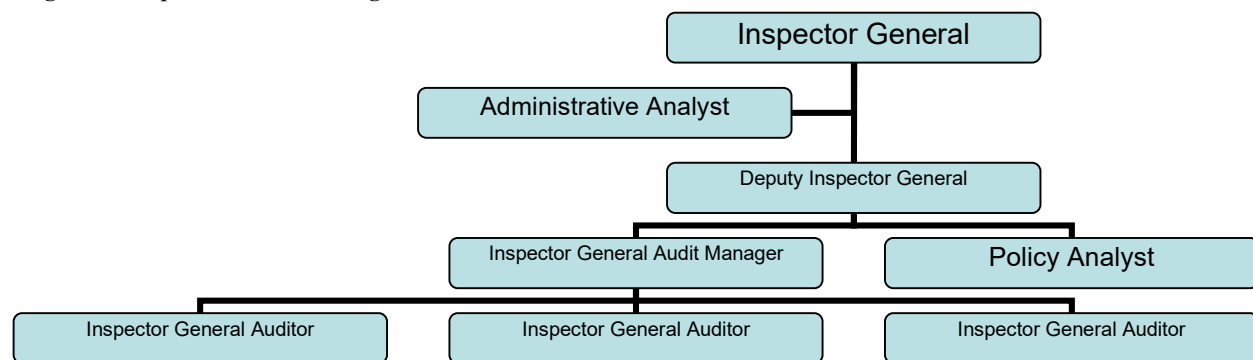 Inspector General
Administrative Analyst
Deputy Inspector General
Inspector General Audit Manager
Policy Analyst
Inspector General Auditor
Inspector General Auditor
Inspector General Auditor